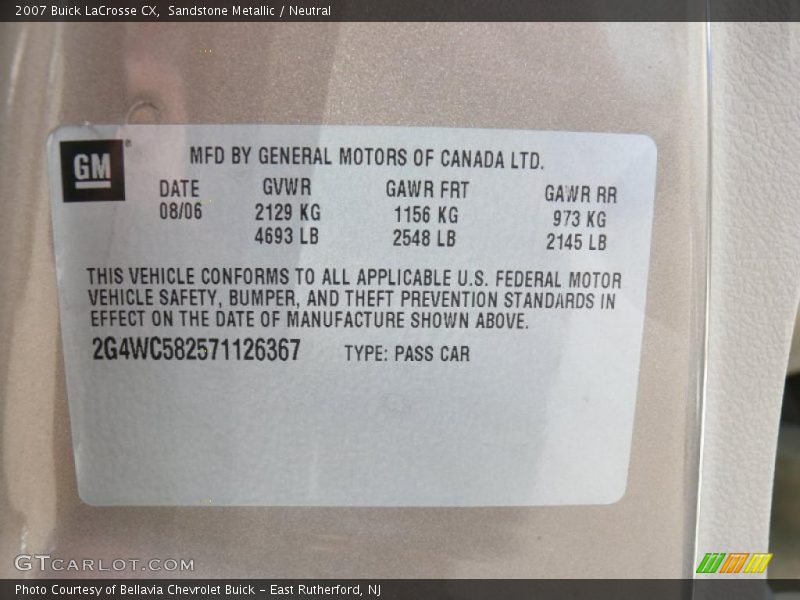 2007 Buick LaCrosse CX,  Sandstone Metallic / Neutral
GM ®
MFD BY GENERAL MOTORS OF CANADA LTD.
DATE GVWR GAWR FRT GAWR RR
08/06 2129 KG 1156 KG 973 KG
4693 LB 2548 LB 2145 LB
THIS VEHICLE CONFORMS TO ALL APPLICABLE U.S. FEDERAL MOTOR
VEHICLE SAFETY, BUMPER, AND THEFT PREVENTION STANDARDS IN
EFFECT ON THE DATE OF MANUFACTURE SHOWN ABOVE.
2G4WC582571126367 TYPE: PASS CAR
GTCARLOT.COM
Photo Courtesy of Bellavia Chevrolet Buick - East Rutherford, NJ